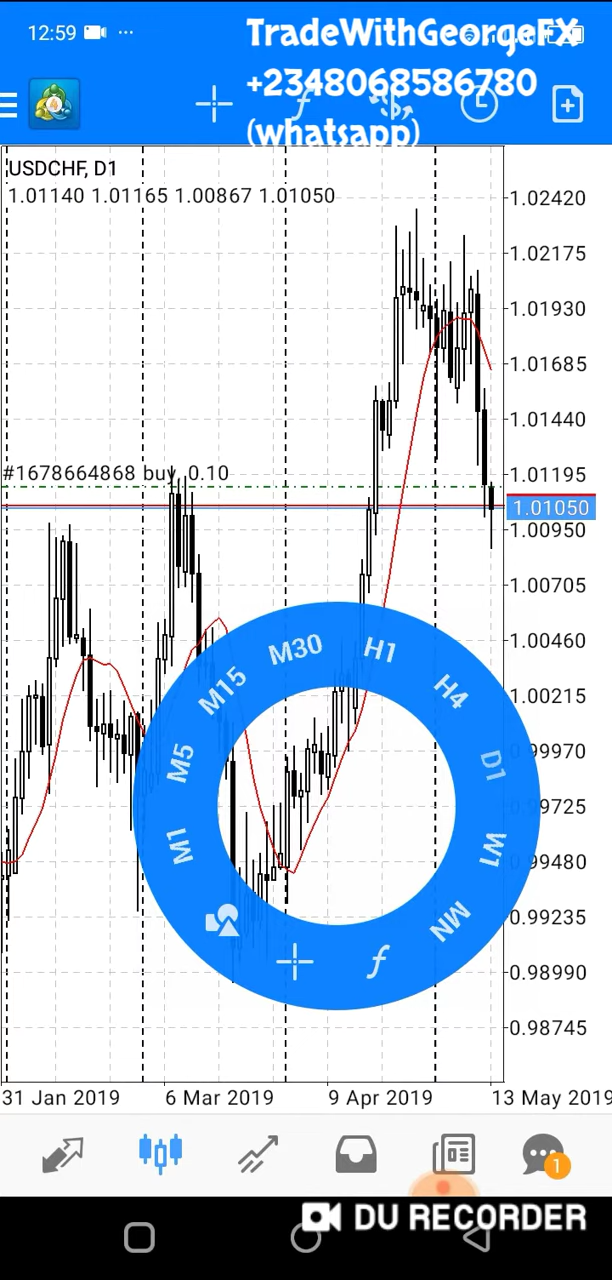 12:59
TradeWithGeorgeFX
+2348068586780
(whatsapp)
f
USDCHF, D1
1.01140 1.01165 1.00867 1.01050
1.02420
1.02175
1.01930
1.01685
1.01440
#1678664868 buy 0.10
1.01195
1.01050
1.00950
1.00705
1.00460
1.00215
0.99970
0.99725
0.99480
0.99235
0.98990
0.98745
M1
M5
M15
M30
H1
H4
D1
W1
MN
f
31 Jan 2019
6 Mar 2019
9 Apr 2019
13 May 2019
1
DU RECORDER